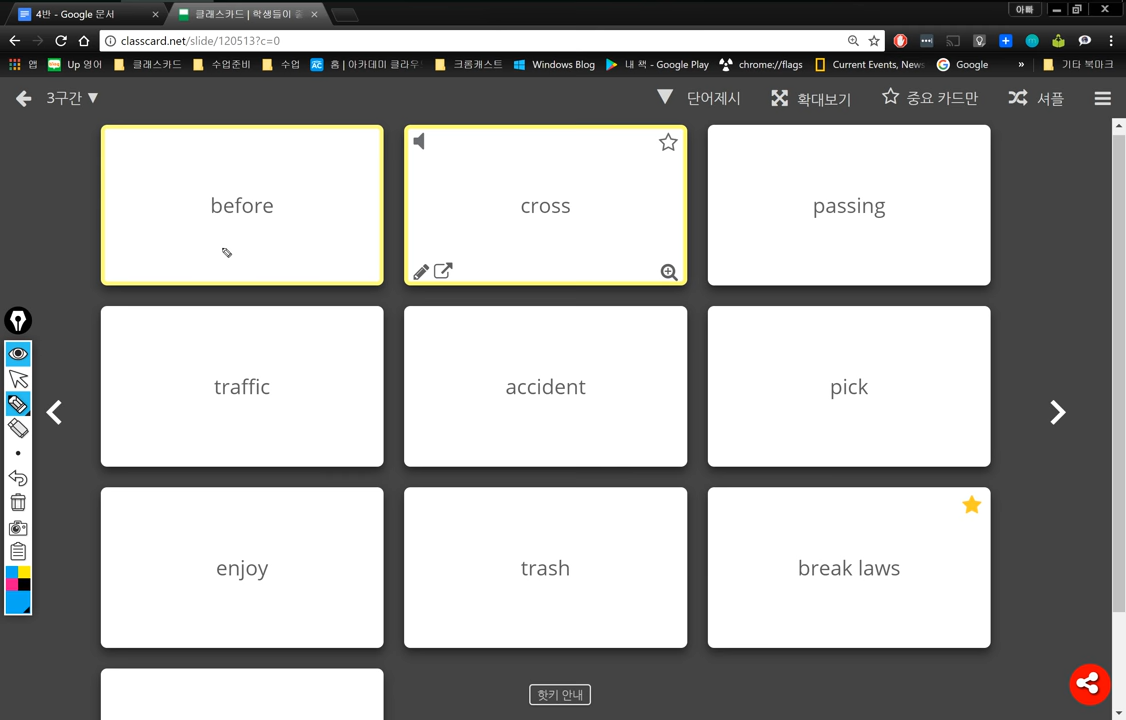 4반 - Google 문서
클래스카드 | 학생들이 줄
아빠
classcard.net/slide/120513?c=0
앱
Up 영어
클래스카드
수업준비
수업
AC
홈 | 아카데미 클라우
크롬캐스트
Windows Blog
내 책 - Google Play
chrome://flags
Current Events, News
Google
»
기타 북마크
3구간 ▼
단어제시
확대보기
중요 카드만
셔플
before
cross
passing
traffic
accident
pick
enjoy
trash
break laws
핫키 안내